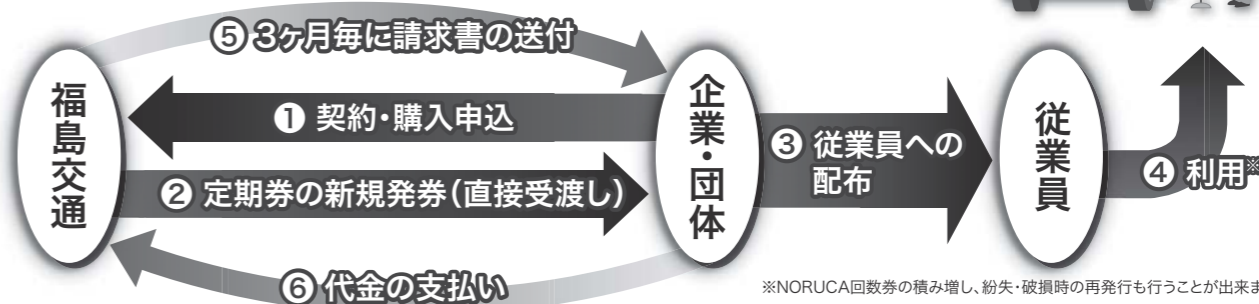 ⑤ 3ヶ月毎に請求書の送付
福島交通
① 契約・購入申込
② 定期券の新規発券(直接受渡し)
企業・団体
③ 従業員への
配布
従業員
④ 利用※
⑥ 代金の支払い
※NORUCA回数券の積み増し、紛失・破損時の再発行も行うことが出来ま